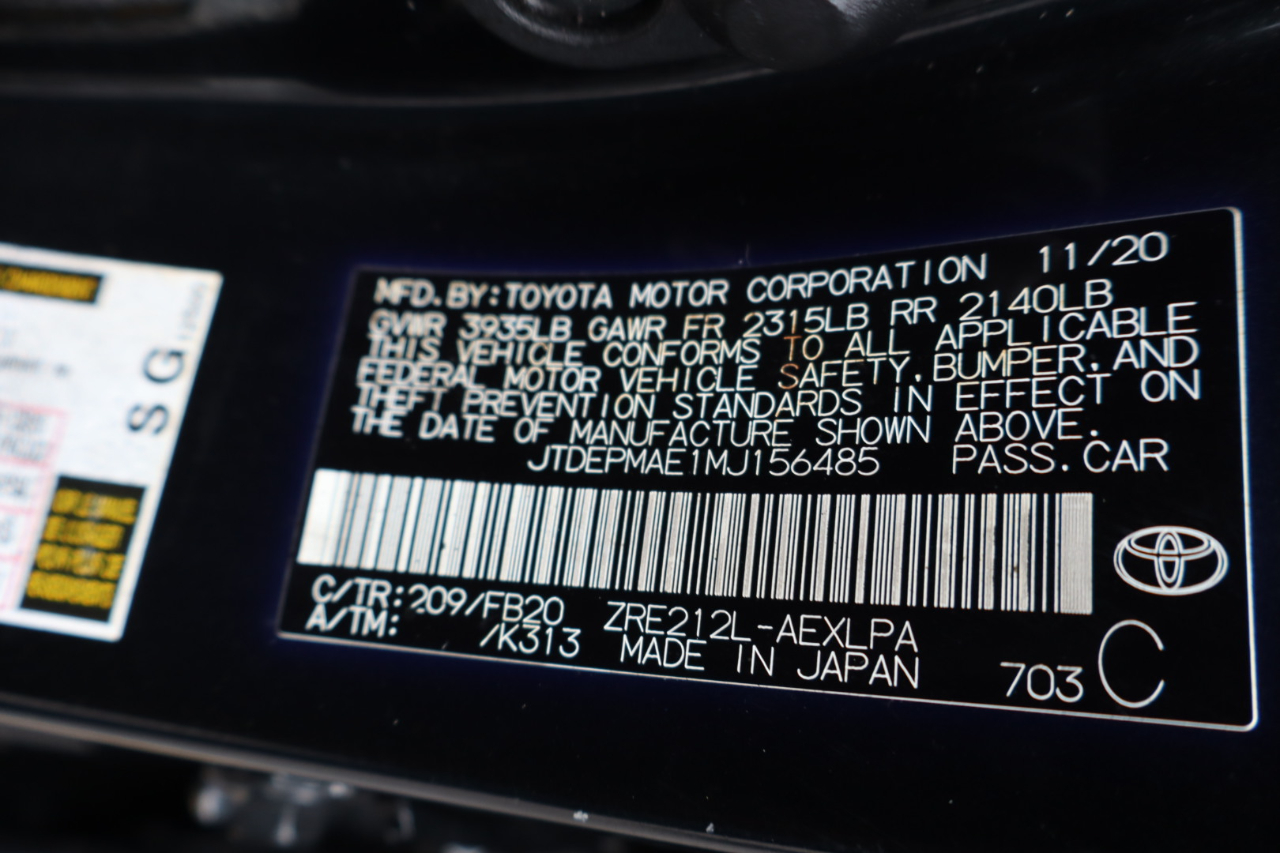 MFD.BY:TOYOTA MOTOR CORPORATION 11/20
GVWR 3935LB GAWR FR 2315LB RR 2140LB
THIS VEHICLE CONFORMS TO ALL APPLICABLE
FEDERAL MOTOR VEHICLE SAFETY,BUMPER,AND
THEFT PREVENTION STANDARDS IN EFFECT ON
THE DATE OF MANUFACTURE SHOWN ABOVE.
JTDEPMAE1MJ156485 PASS.CAR
C/TR:209/FB20 ZRE212L-AEXLPA
A/TM: /K313 MADE IN JAPAN 703 C
SG